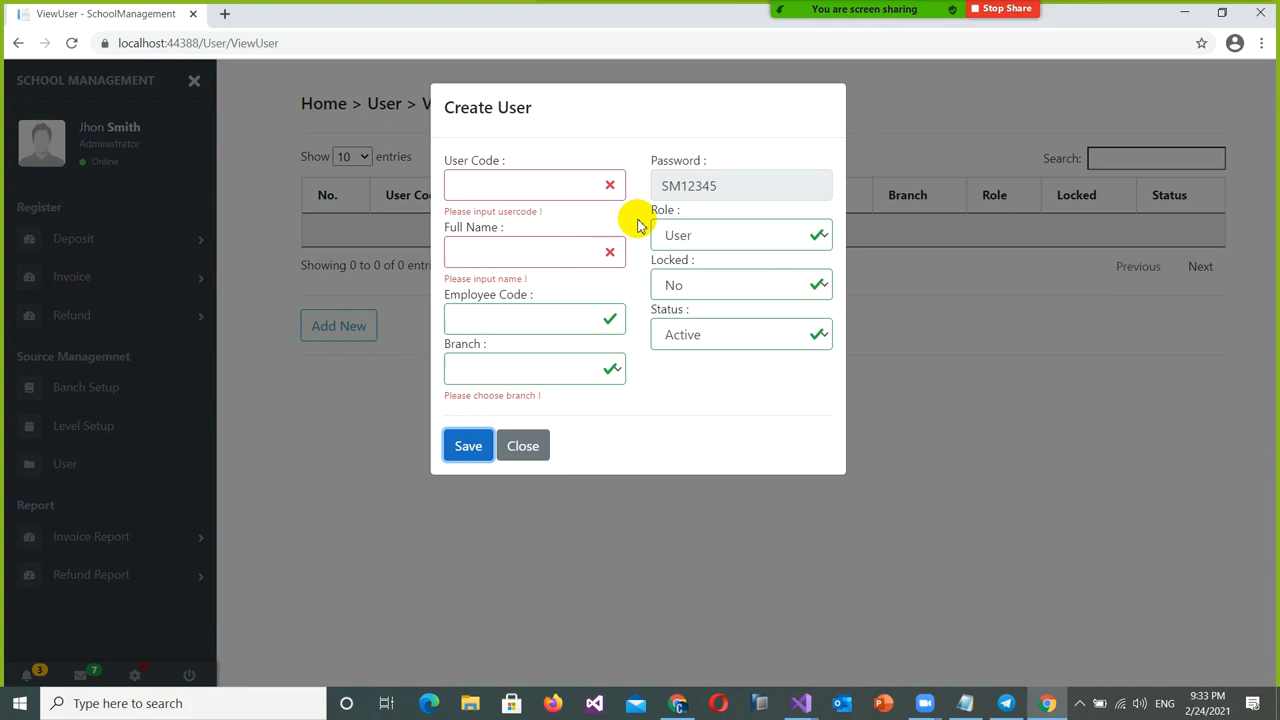 ViewUser - SchoolManagement
You are screen sharing
Stop Share
localhost:44388/User/ViewUser
SCHOOL MANAGEMENT
Jhon Smith
Administrator
Online
Register
Deposit
Invoice
Refund
Source Managemnet
Banch Setup
Level Setup
User
Report
Invoice Report
Refund Report
3
7
Home > User > V
Show 10 entries
Search:
No.
User Co
Branch
Role
Locked
Status
Showing 0 to 0 of 0 entri
Previous
Next
Add New
Create User
User Code :
Please input usercode !
Full Name :
Please input name !
Employee Code :
Branch :
Please choose branch !
Password :
SM12345
Role :
User
Locked :
No
Status :
Active
Save
Close
Type here to search
ENG
9:33 PM
2/24/2021